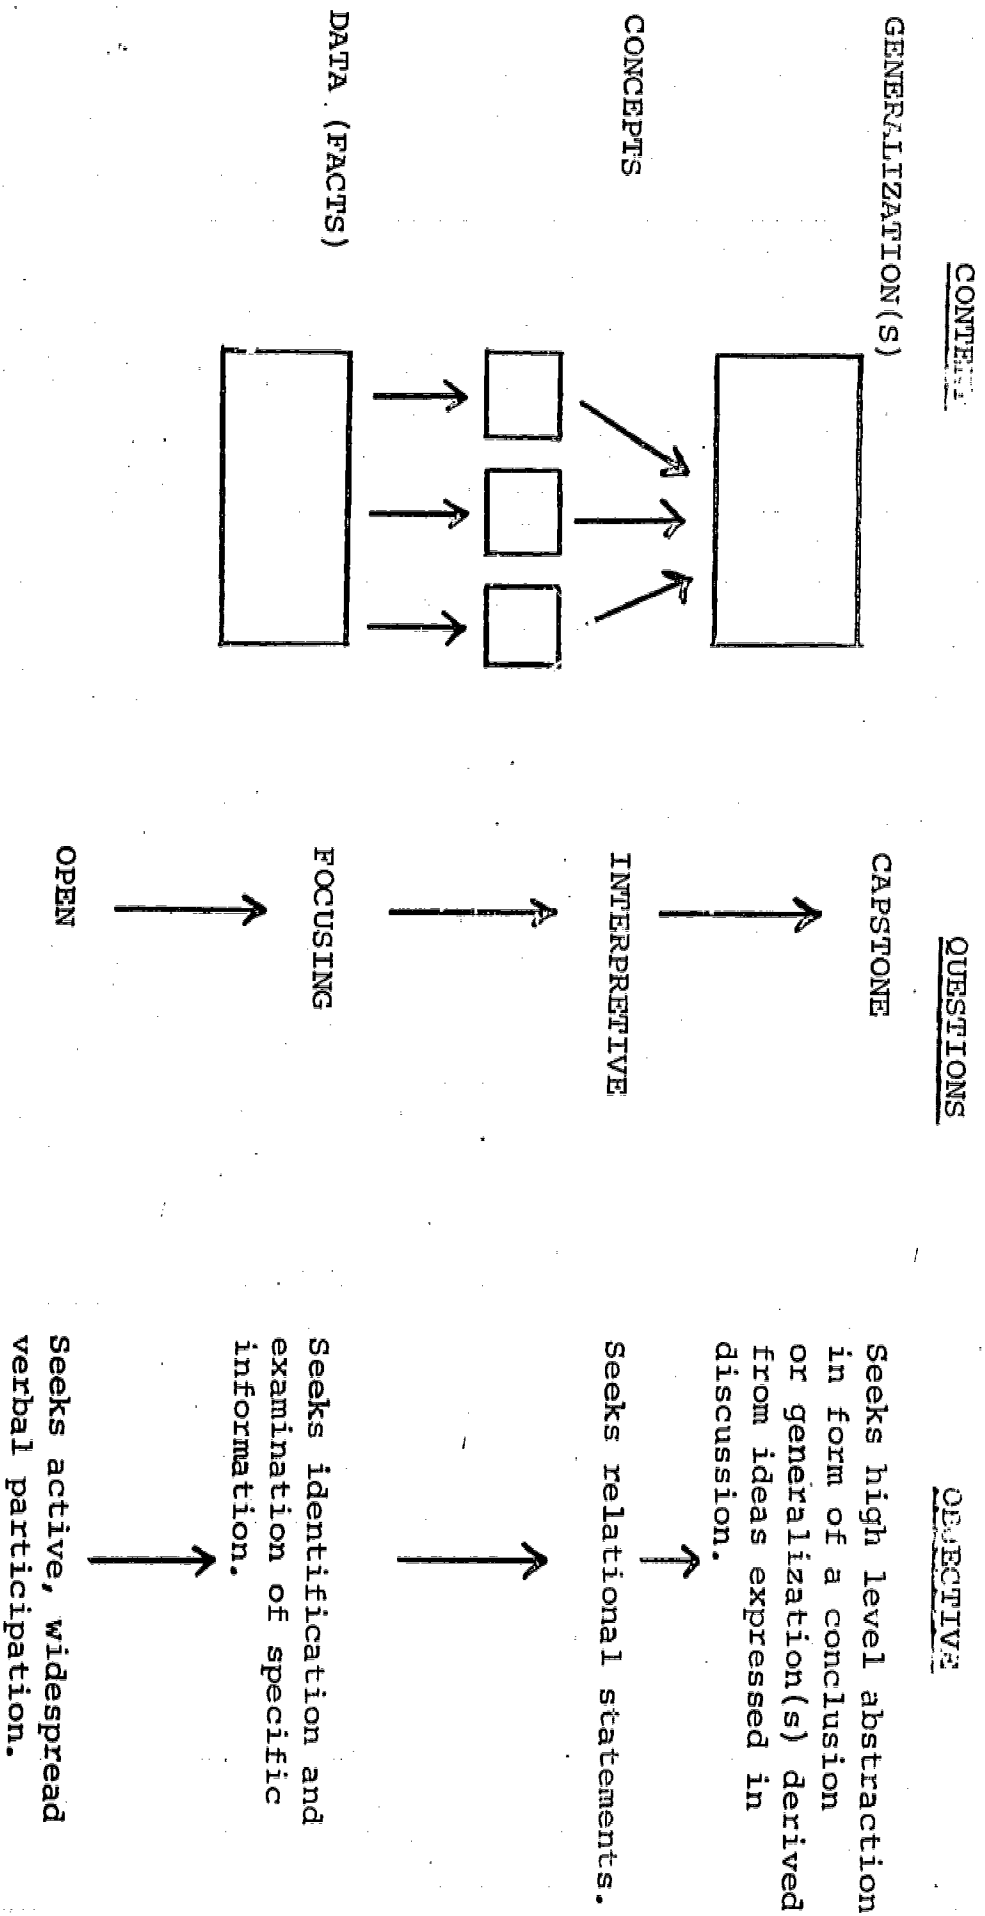 CONTENT
QUESTIONS
OBJECTIVE
GENERALIZATION(S)
CAPSTONE
Seeks high level abstraction
in form of a conclusion
or generalization(s) derived
from ideas expressed in
discussion.
CONCEPTS
INTERPRETIVE
Seeks relational statements.
DATA (FACTS)
FOCUSING
Seeks identification and
examination of specific
information.
OPEN
Seeks active, widespread
verbal participation.